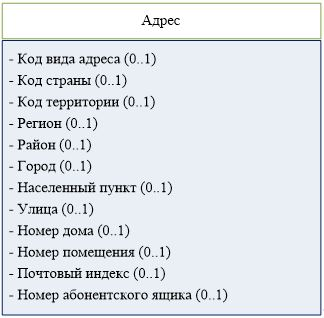 Адрес
- Код вида адреса (0..1)
- Код страны (0..1)
- Код территории (0..1)
- Регион (0..1)
- Район (0..1)
- Город (0..1)
- Населенный пункт (0..1)
- Улица (0..1)
- Номер дома (0..1)
- Номер помещения (0..1)
- Почтовый индекс (0..1)
- Номер абонентского ящика (0..1)